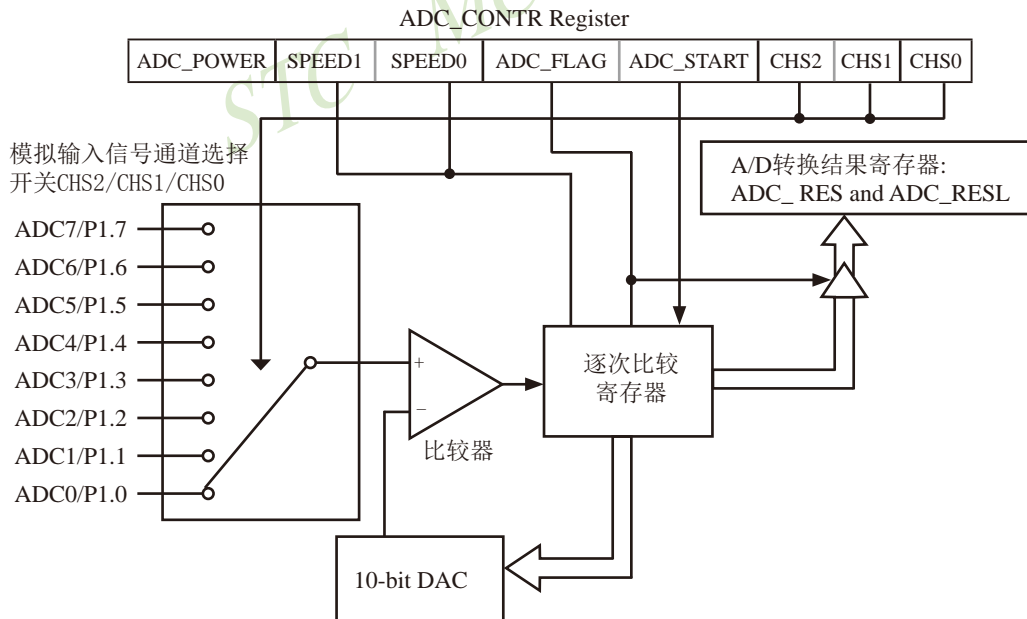 ADC_CONTR Register
ADC_POWER SPEED1 SPEED0 ADC_FLAG ADC_START CHS2 CHS1 CHS0
STC MC
模拟输入信号通道选择
开关CHS2/CHS1/CHS0
A/D转换结果寄存器:
ADC_ RES and ADC_RESL
ADC7/P1.7
ADC6/P1.6
ADC5/P1.5
ADC4/P1.4
ADC3/P1.3
ADC2/P1.2
ADC1/P1.1
ADC0/P1.0
+
−
比较器
逐次比较
寄存器
10-bit DAC